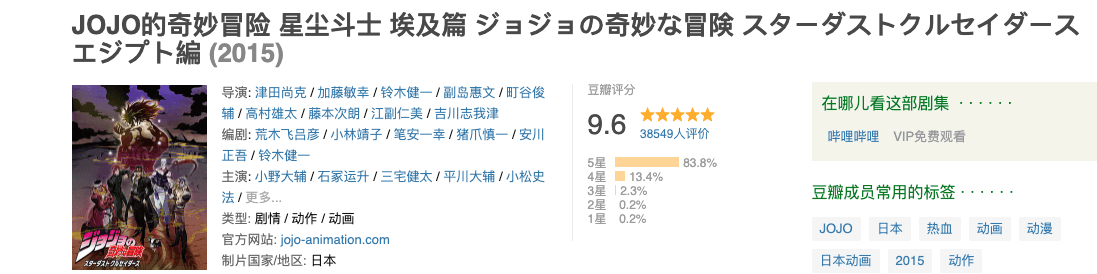 JOJO的奇妙冒险 星尘斗士 埃及篇 ジョジョの奇妙な冒険 スターダストクルセイダース
エジプト編 (2015)
导演: 津田尚克 / 加藤敏幸 / 铃木健一 / 副岛惠文 / 町谷俊
辅 / 高村雄太 / 藤本次朗 / 江副仁美 / 吉川志我津
编剧: 荒木飞吕彦 / 小林靖子 / 笔安一幸 / 猪爪慎一 / 安川
正吾 / 铃木健一
主演: 小野大辅 / 石冢运升 / 三宅健太 / 平川大辅 / 小松史
法 / 更多...
类型: 剧情 / 动作 / 动画
官方网站: jojo-animation.com
制片国家/地区: 日本
ジョジョの
奇妙な冒険
スターダストクルセイダース
豆瓣评分
9.6
38549人评价
5星 83.8%
4星 13.4%
3星 2.3%
2星 0.2%
1星 0.2%
在哪儿看这部剧集 · · · · · ·
哔哩哔哩 VIP免费观看
豆瓣成员常用的标签 · · · · · ·
JOJO 日本 热血 动画 动漫
日本动画 2015 动作